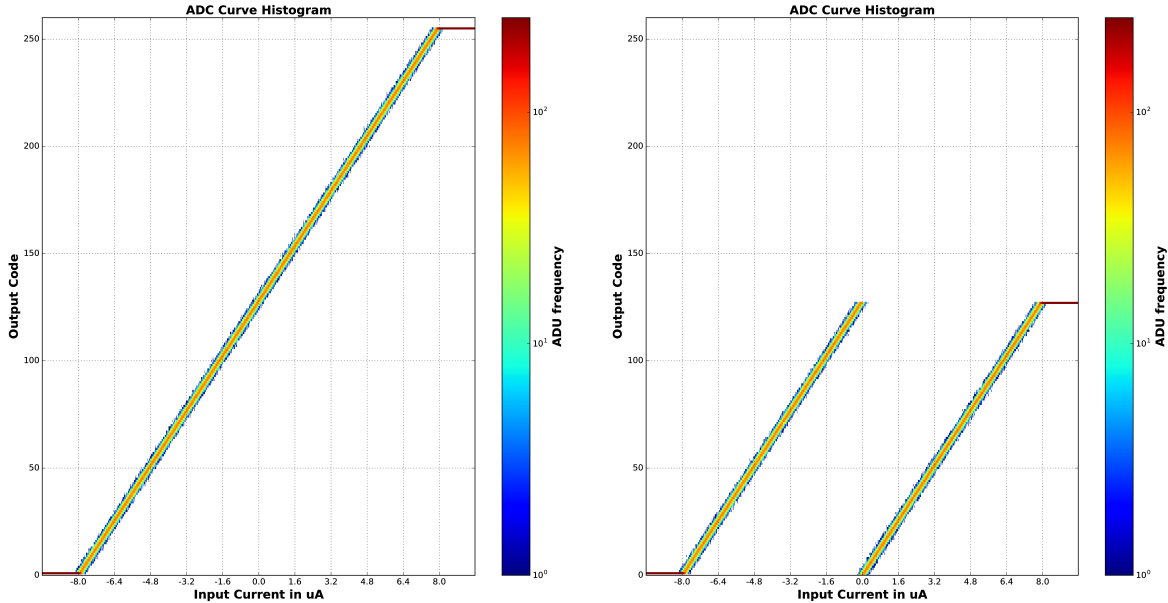 ADC Curve Histogram
250
200
150
100
50
0
Output Code
-8.0 -6.4 -4.8 -3.2 -1.6 0.0 1.6 3.2 4.8 6.4 8.0
Input Current in uA
10²
10¹
10⁰
ADU frequency
ADC Curve Histogram
250
200
150
100
50
0
Output Code
-8.0 -6.4 -4.8 -3.2 -1.6 0.0 1.6 3.2 4.8 6.4 8.0
Input Current in uA
10²
10¹
10⁰
ADU frequency